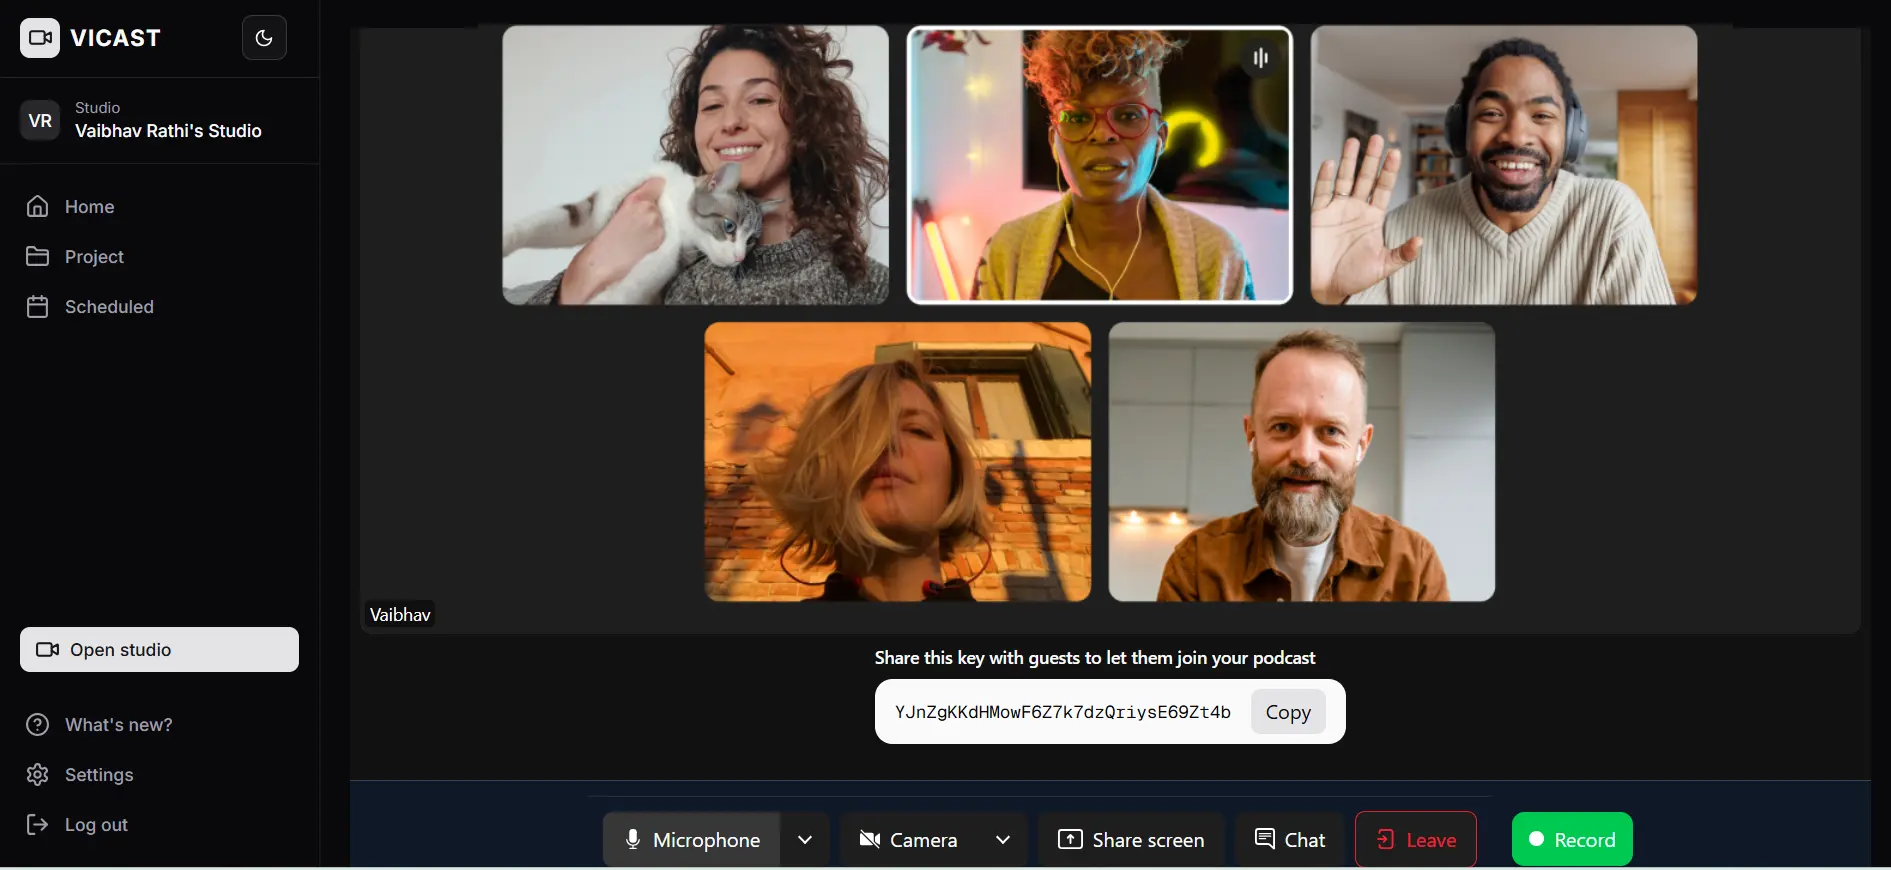 VICAST
VR
Studio
Vaibhav Rathi's Studio
Home
Project
Scheduled
Open studio
What's new?
Settings
Log out
Vaibhav
Share this key with guests to let them join your podcast
YJnZgKKdHMowF6Z7k7dzQriysE69Zt4b
Copy
Microphone
Camera
Share screen
Chat
Leave
Record